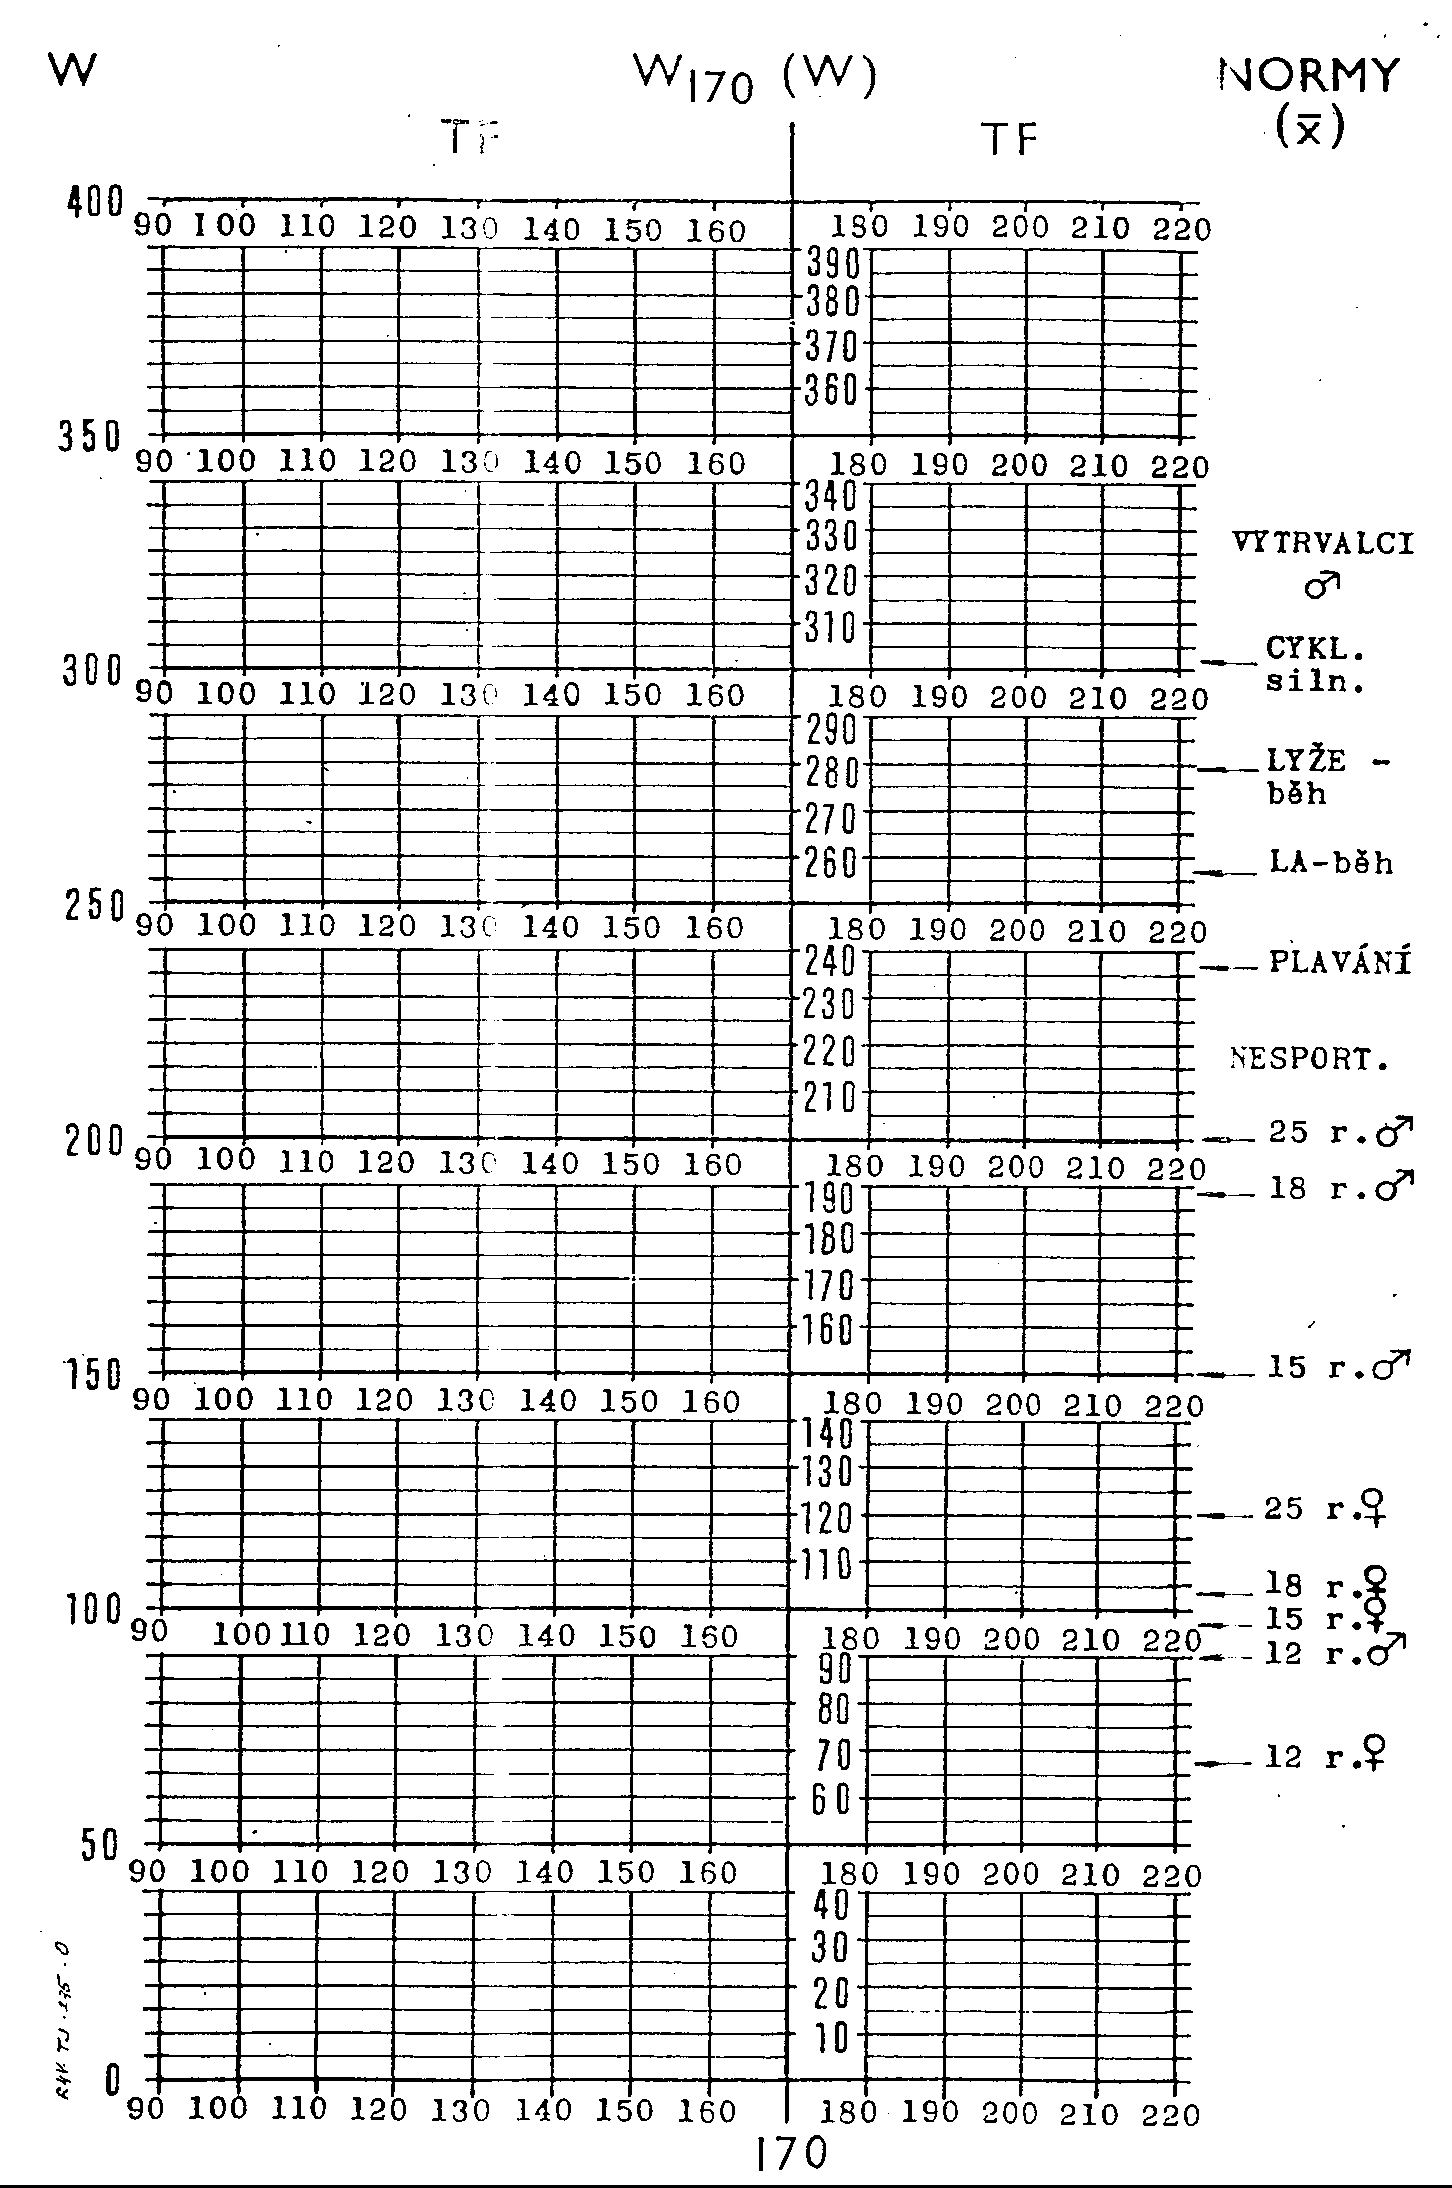 W W170 (W) NORMY
TF TF (x̄)
400
90 100 110 120 130 140 150 160 180 190 200 210 220
390
380
370
360
350
90 100 110 120 130 140 150 160 180 190 200 210 220
340
330 VYTRVALCI
320 ♂
310
CYKL.
300 siln.
90 100 110 120 130 140 150 160 180 190 200 210 220
290
280 LYŽE -
běh
270
260 LA-běh
250
90 100 110 120 130 140 150 160 180 190 200 210 220
240 PLAVÁNÍ
230
220 NESPORT.
210
200 25 r.♂
90 100 110 120 130 140 150 160 180 190 200 210 220
190 18 r.♂
180
170
160
150 15 r.♂
90 100 110 120 130 140 150 160 180 190 200 210 220
140
130
120 25 r.♀
110
18 r.♀
100 15 r.♀
90 100 110 120 130 140 150 160 180 190 200 210 220
90 12 r.♂
80
70 12 r.♀
60
50
90 100 110 120 130 140 150 160 180 190 200 210 220
40
30
20
10
0
90 100 110 120 130 140 150 160 180 190 200 210 220
170